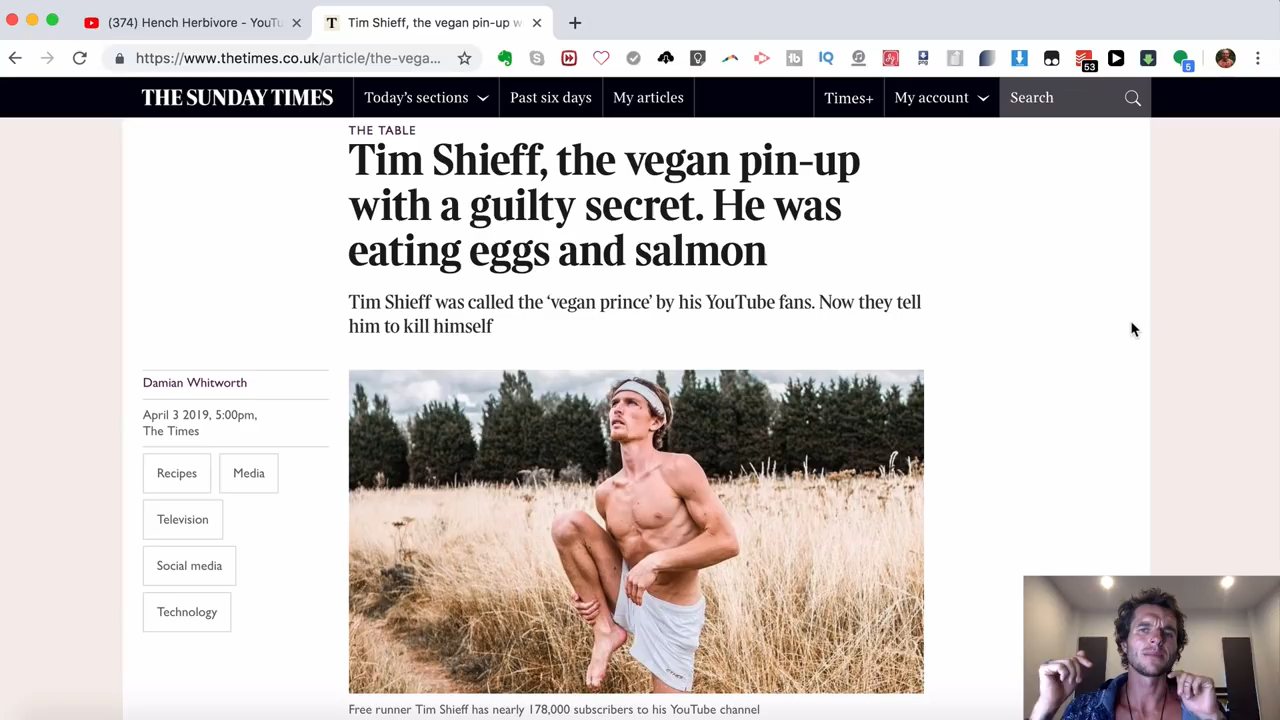 (374) Hench Herbivore - YouTu
T Tim Shieff, the vegan pin-up w
https://www.thetimes.co.uk/article/the-vega...
IQ
53
5
THE SUNDAY TIMES
Today's sections
Past six days
My articles
Times+
My account
Search
THE TABLE
Tim Shieff, the vegan pin-up
with a guilty secret. He was
eating eggs and salmon
Tim Shieff was called the ‘vegan prince’ by his YouTube fans. Now they tell
him to kill himself
Damian Whitworth
April 3 2019, 5:00pm,
The Times
Recipes
Media
Television
Social media
Technology
Free runner Tim Shieff has nearly 178,000 subscribers to his YouTube channel